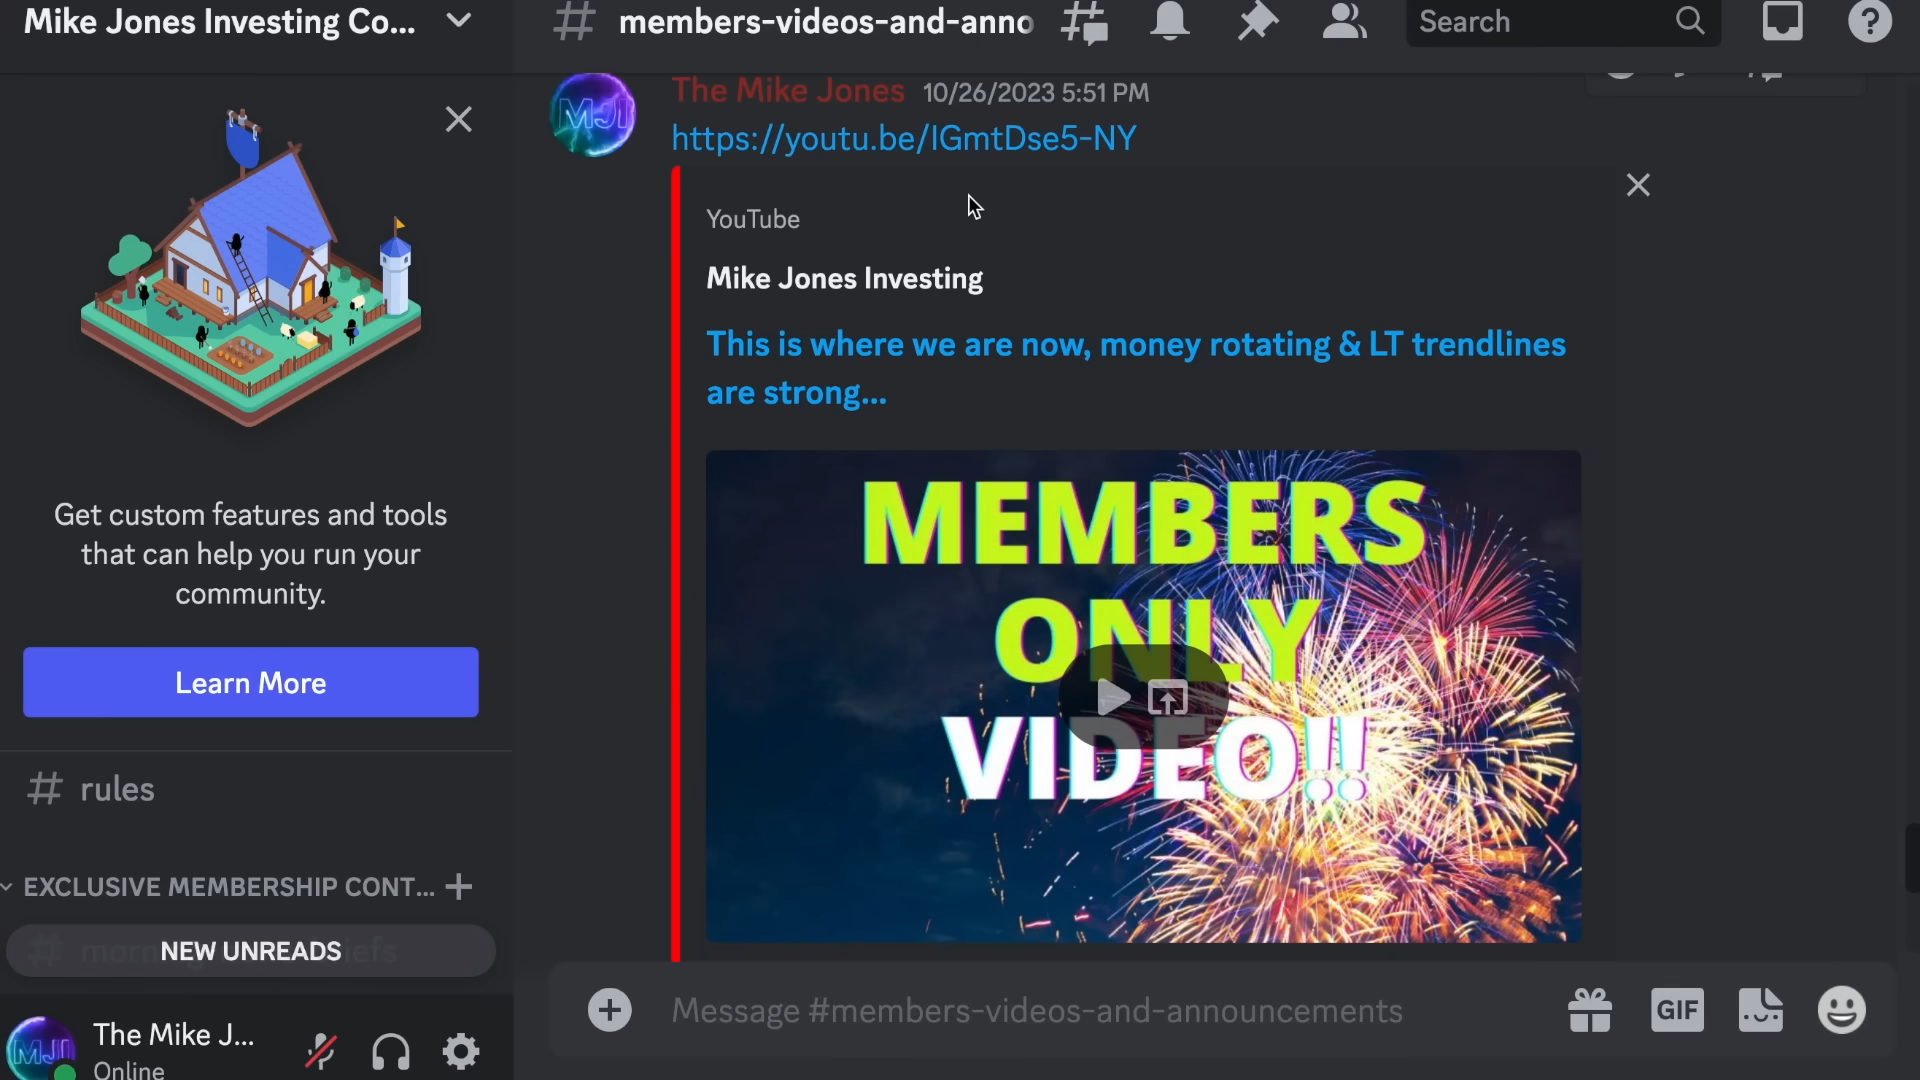 Mike Jones Investing Co...
members-videos-and-anno
Search
Get custom features and tools
that can help you run your
community.
Learn More
rules
EXCLUSIVE MEMBERSHIP CONT...
NEW UNREADS
The Mike J...
Online
MJI
The Mike Jones 10/26/2023 5:51 PM
https://youtu.be/IGmtDse5-NY
YouTube
Mike Jones Investing
This is where we are now, money rotating & LT trendlines
are strong...
MEMBERS
ONLY
VIDEO!!
Message #members-videos-and-announcements
GIF
MJI